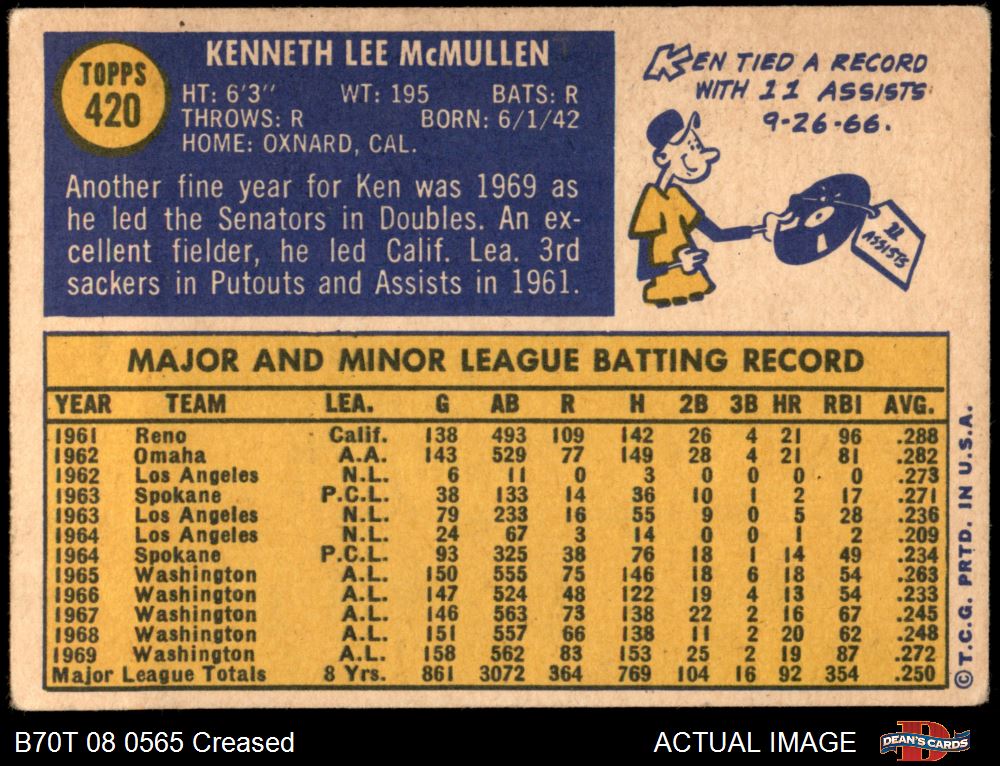 TOPPS
420
KENNETH LEE McMULLEN
HT: 6'3" WT: 195 BATS: R
THROWS: R BORN: 6/1/42
HOME: OXNARD, CAL.
Another fine year for Ken was 1969 as
he led the Senators in Doubles. An ex-
cellent fielder, he led Calif. Lea. 3rd
sackers in Putouts and Assists in 1961.
KEN TIED A RECORD
WITH 11 ASSISTS
9-26-66.
11
ASSISTS
MAJOR AND MINOR LEAGUE BATTING RECORD
YEAR TEAM LEA. G AB R H 2B 3B HR RBI AVG.
1961 Reno Calif. 138 493 109 142 26 4 21 96 .288
1962 Omaha A.A. 143 529 77 149 28 4 21 81 .282
1962 Los Angeles N.L. 6 11 0 3 0 0 0 0 .273
1963 Spokane P.C.L. 38 133 14 36 10 1 2 17 .271
1963 Los Angeles N.L. 79 233 16 55 9 0 5 28 .236
1964 Los Angeles N.L. 24 67 3 14 0 0 1 2 .209
1964 Spokane P.C.L. 93 325 38 76 18 1 14 49 .234
1965 Washington A.L. 150 555 75 146 18 6 18 54 .263
1966 Washington A.L. 147 524 48 122 19 4 13 54 .233
1967 Washington A.L. 146 563 73 138 22 2 16 67 .245
1968 Washington A.L. 151 557 66 138 11 2 20 62 .248
1969 Washington A.L. 158 562 83 153 25 2 19 87 .272
Major League Totals 8 Yrs. 861 3072 364 769 104 16 92 354 .250
© T.C.G. PRTD. IN U.S.A.
B70T 08 0565 Creased
ACTUAL IMAGE
D
DEAN'S CARDS